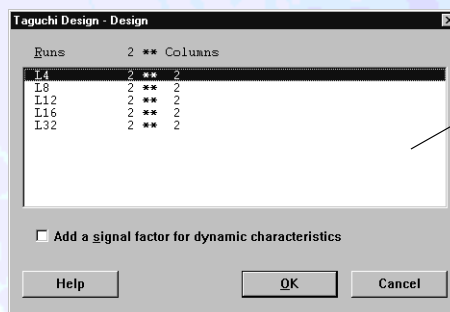 Taguchi Design - Design
Runs 2 ** Columns
L4 2 ** 2
L8 2 ** 2
L12 2 ** 2
L16 2 ** 2
L32 2 ** 2
Add a signal factor for dynamic characteristics
Help OK Cancel